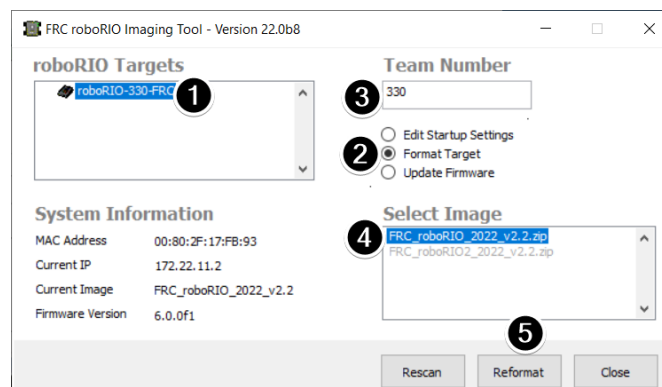 FRC roboRIO Imaging Tool - Version 22.0b8
roboRIO Targets
roboRIO-330-FRC
1
Team Number
3
330
Edit Startup Settings
2
Format Target
Update Firmware
System Information
MAC Address 00:80:2F:17:FB:93
Current IP 172.22.11.2
Current Image FRC_roboRIO_2022_v2.2
Firmware Version 6.0.0f1
Select Image
4
FRC_roboRIO_2022_v2.2.zip
FRC_roboRIO2_2022_v2.2.zip
5
Rescan Reformat Close